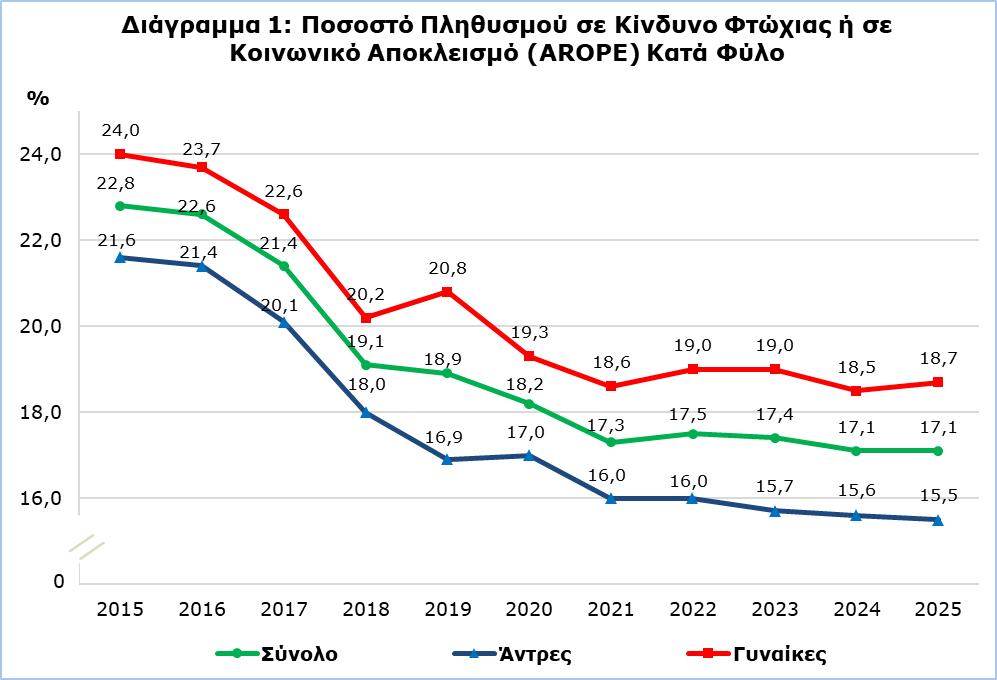 Διάγραμμα 1: Ποσοστό Πληθυσμού σε Κίνδυνο Φτώχιας ή σε
Κοινωνικό Αποκλεισμό (AROPE) Κατά Φύλο
%
24,0
22,0
20,0
18,0
16,0
0
24,0 23,7 22,6 20,2 20,8 19,3 18,6 19,0 19,0 18,5 18,7
22,8 22,6 21,4 19,1 18,9 18,2 17,3 17,5 17,4 17,1 17,1
21,6 21,4 20,1 18,0 16,9 17,0 16,0 16,0 15,7 15,6 15,5
2015 2016 2017 2018 2019 2020 2021 2022 2023 2024 2025
Σύνολο Άντρες Γυναίκες